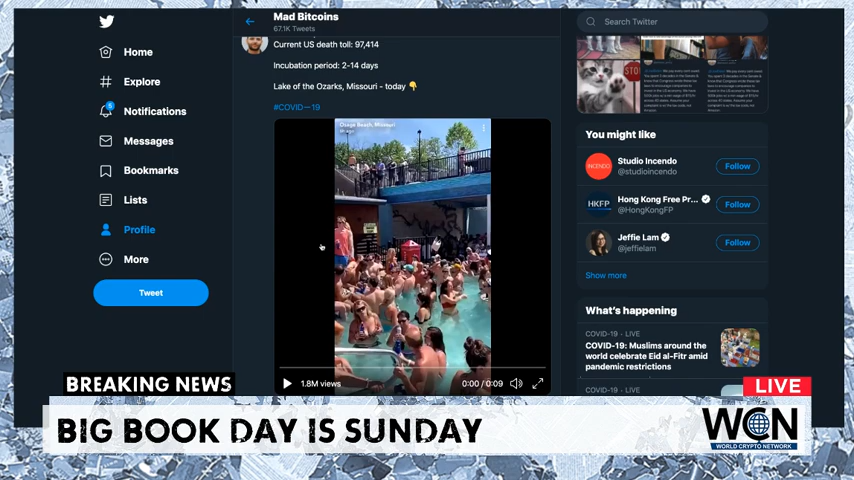 Mad Bitcoins
67.1K Tweets
Search Twitter
Home
Explore
5
Notifications
Messages
Bookmarks
Lists
Profile
More
Tweet
Current US death toll: 97,414
Incubation period: 2-14 days
Lake of the Ozarks, Missouri - today 👇
#COVID—19
Osage Beach, Missouri
1.8M views
0:00 / 0:09
STOP
You might like
INCENDO
Studio Incendo
@studioincendo
Follow
HKFP
Hong Kong Free Pr...
@HongKongFP
Follow
Jeffie Lam
@jeffielam
Follow
Show more
What's happening
COVID-19 · LIVE
COVID-19: Muslims around the
world celebrate Eid al-Fitr amid
pandemic restrictions
COVID-19 · LIVE
BREAKING NEWS
LIVE
BIG BOOK DAY IS SUNDAY
WCN
WORLD CRYPTO NETWORK